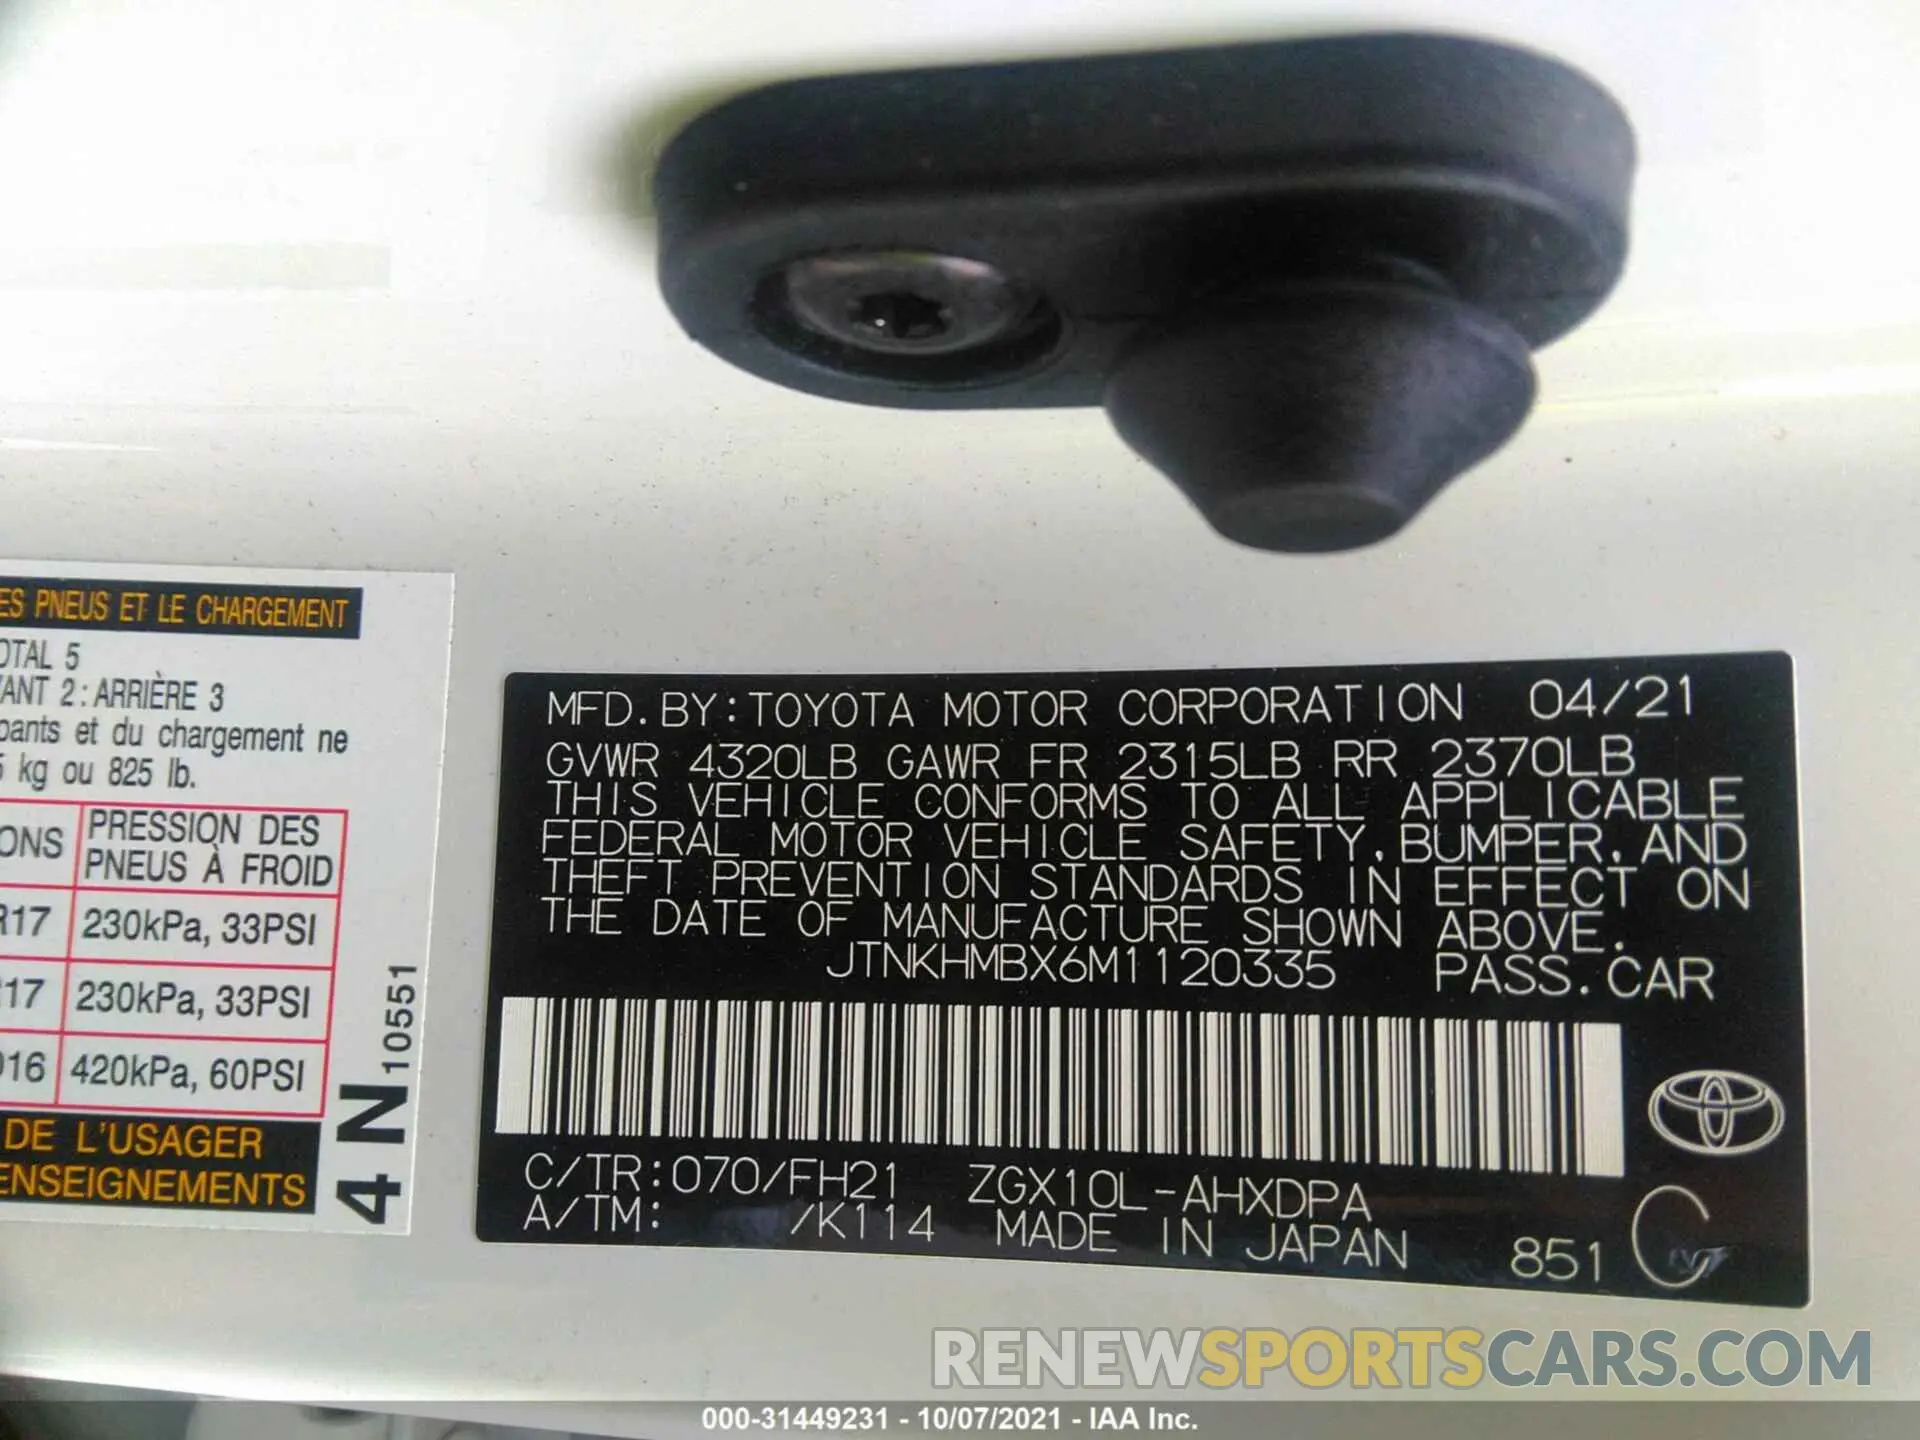 ES PNEUS ET LE CHARGEMENT
OTAL 5
VANT 2 : ARRIÈRE 3
pants et du chargement ne
5 kg ou 825 lb.
ONS PRESSION DES
PNEUS À FROID
R17 230kPa, 33PSI
17 230kPa, 33PSI
D16 420kPa, 60PSI
DE L'USAGER
ENSEIGNEMENTS
4N 10551
MFD. BY: TOYOTA MOTOR CORPORATION 04/21
GVWR 4320LB GAWR FR 2315LB RR 2370LB
THIS VEHICLE CONFORMS TO ALL APPLICABLE
FEDERAL MOTOR VEHICLE SAFETY, BUMPER, AND
THEFT PREVENTION STANDARDS IN EFFECT ON
THE DATE OF MANUFACTURE SHOWN ABOVE.
JTNKHMBX6M1120335 PASS. CAR
C/TR: 070/FH21 ZGX10L-AHXDPA
A/TM: /K114 MADE IN JAPAN 851
RENEWSPORTSCARS.COM
000-31449231 - 10/07/2021 - IAA Inc.